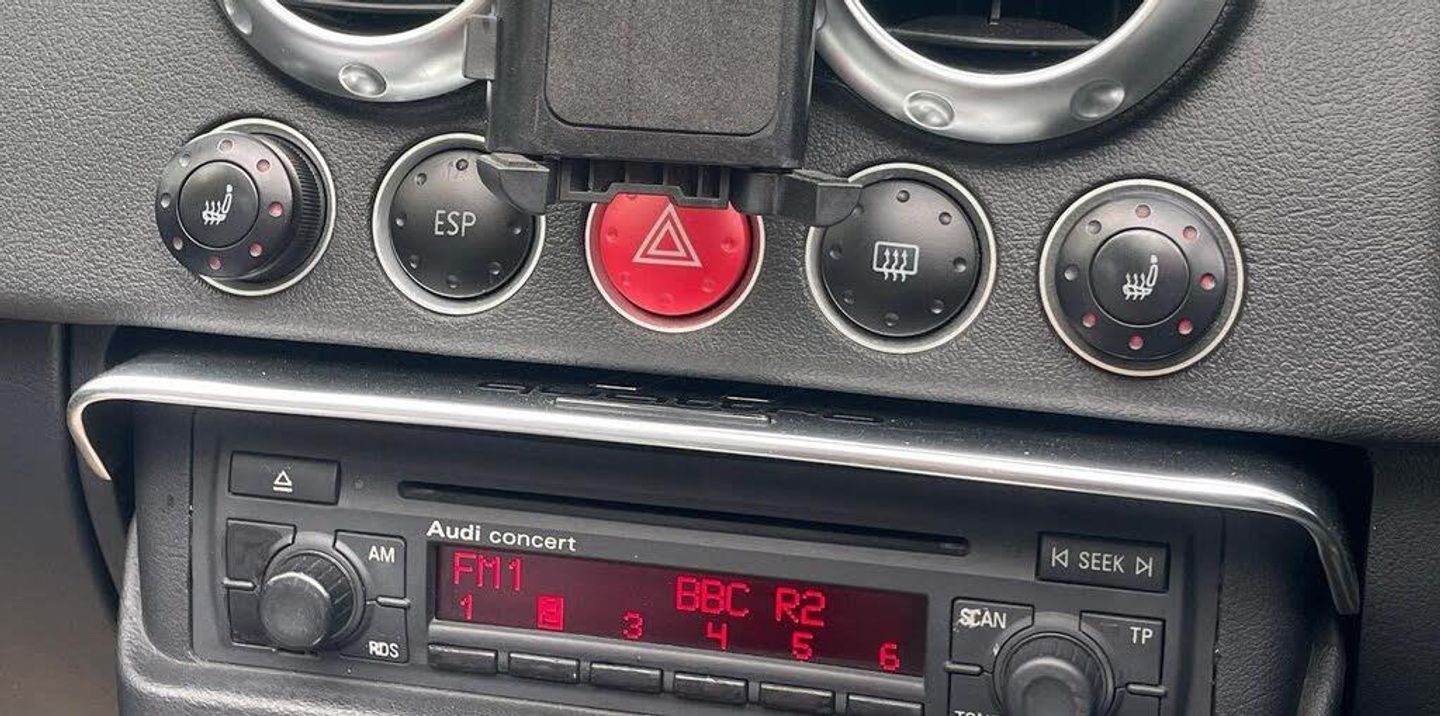 ESP
Audi concert
AM
RDS
FM1 BBC R2
1 2 3 4 5 6
SEEK
SCAN
TP